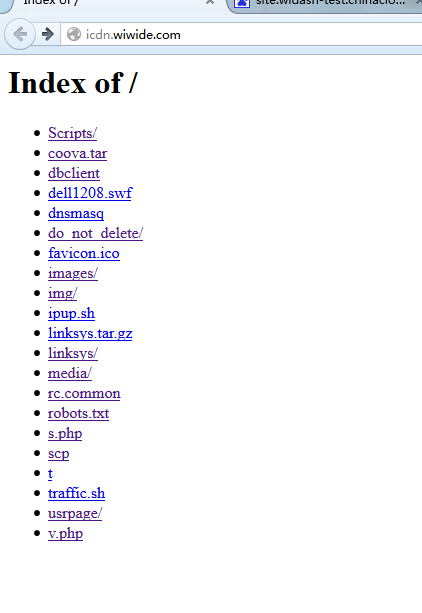 Index of /
site.widash-test.chinaclo...
icdn.wiwide.com
Index of /
Scripts/
coova.tar
dbclient
dell1208.swf
dnsmasq
do_not_delete/
favicon.ico
images/
img/
ipup.sh
linksys.tar.gz
linksys/
media/
rc.common
robots.txt
s.php
scp
t
traffic.sh
usrpage/
v.php